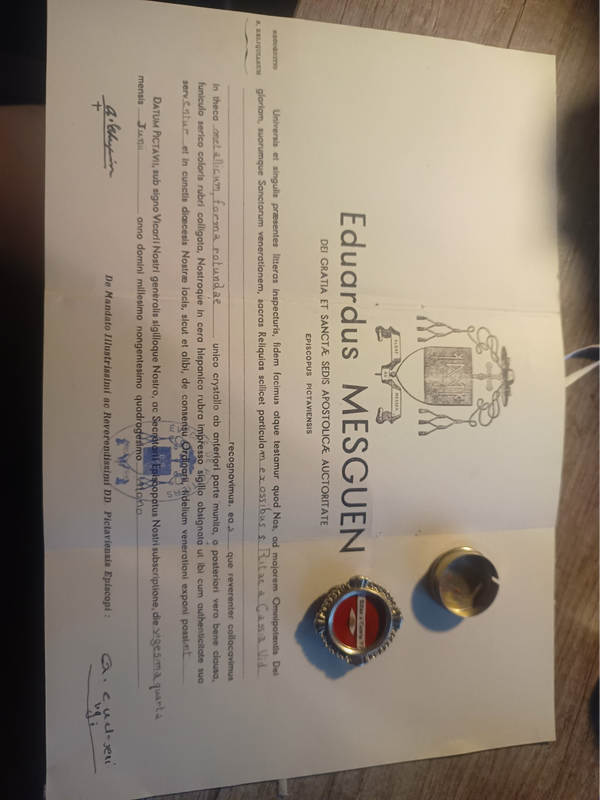 Eduardus MESGUEN
DEI GRATIA ET SANCTÆ SEDIS APOSTOLICÆ AUCTORITATE
EPISCOPUS PICTAVIENSIS
RECOGNITIO
S. RELIQUIARUM
Universis et singulis præsentes litteras inspecturis, fidem facimus atque testamur quod Nos, ad majorem Omnipotentis Dei
gloriam, suorumque Sanctorum venerationem, sacras Reliquias scilicet particulam ex ossibus S Ritae a Casia Vid
recognovimus, eas que reverenter collocavimus
In theca metallicum, forma rotundae unico crystallo ab anteriori parte munita, a posteriori vero bene clausa,
funiculo serico coloris rubri colligata, Nostroque in cera hispanico rubra impresso sigillo obsignata ut ibi cum authenticitate sua
serventur et in cunctis diœcesis Nostræ locis, sicut et alibi, de consensu Ordinarii, fidelium venerationi exponi possint
DATUM PICTAVII, sub signo Vicarii Nostri generalis sigilloque Nostro, ac Secretarii Episcopatus Nostri subscriptione, die vigesima quarta
mensis Junii anno domini millesimo nongentesimo quadragesimo
De Mandato Illustrissimi ac Reverendissimi DD Pictaviensis Episcopi :